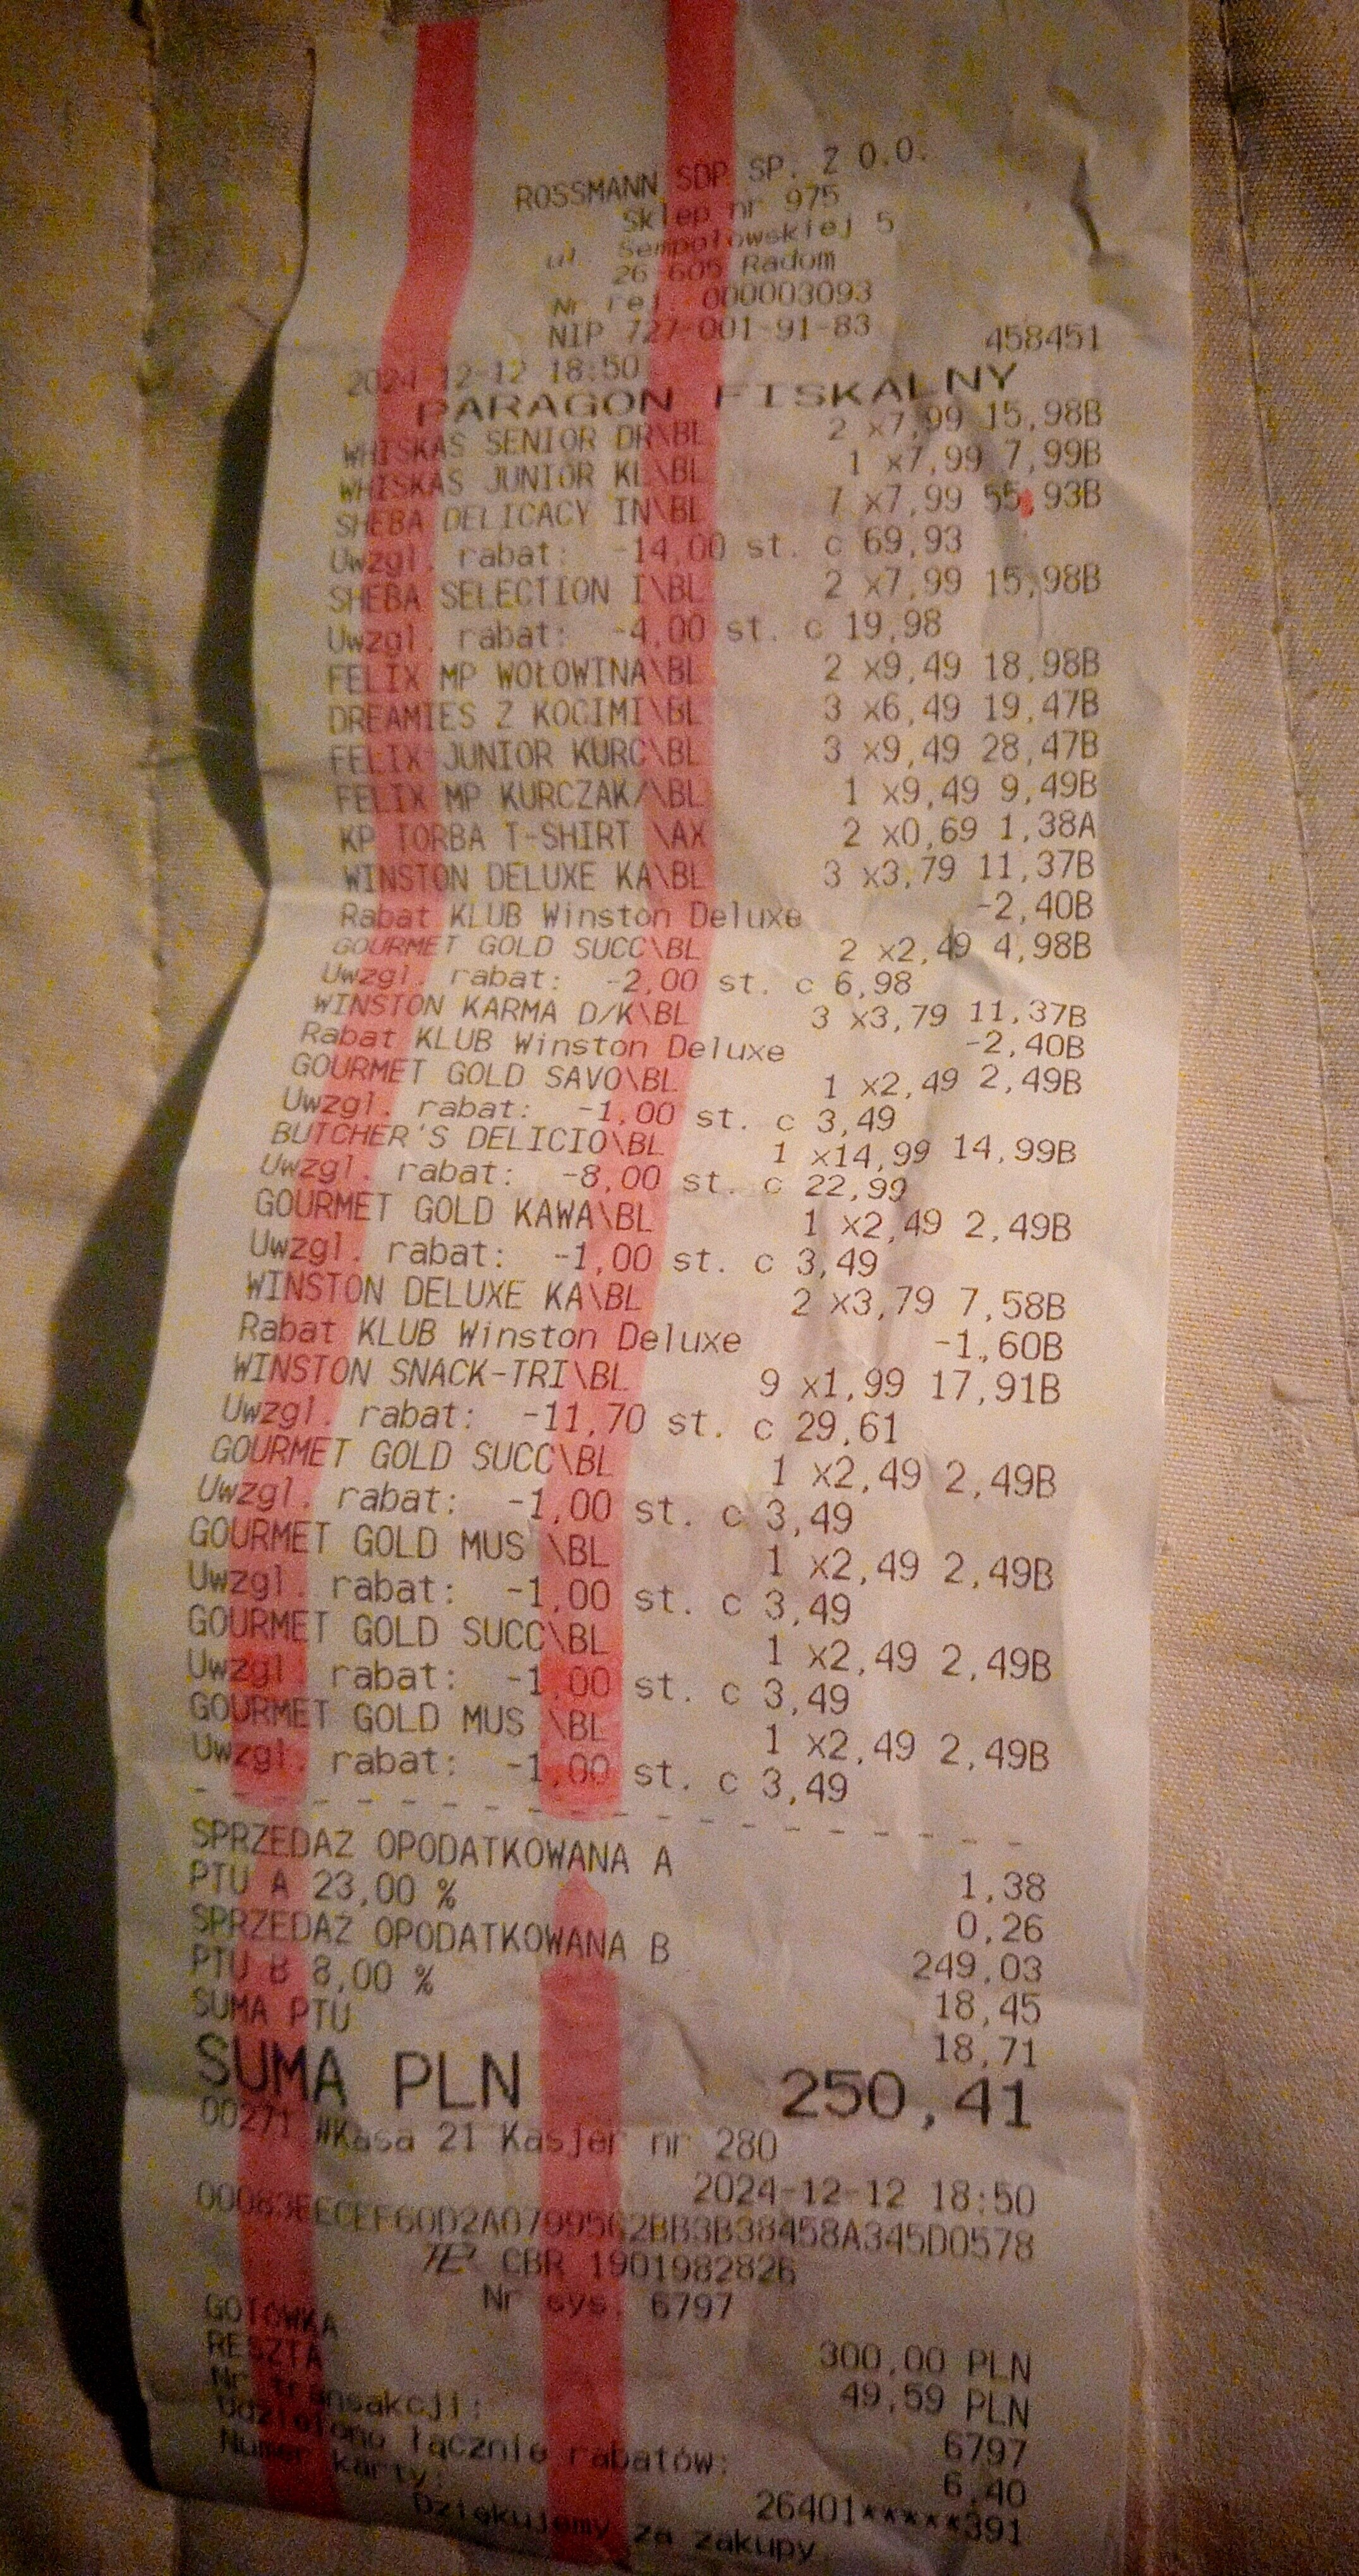 ROSSMANN SDP SP. Z O.O.
Sklep nr 975
ul. Sempołowskiej 5
26-605 Radom
Nr rej. 000003093
NIP 727-001-91-83
2024-12-12 18:50 458451
PARAGON FISKALNY
WHISKAS SENIOR DR\BL 2 x7,99 15,98B
WHISKAS JUNIOR KL\BL 1 x7,99 7,99B
SHEBA DELICACY IN\BL 7 x7,99 55,93B
Uwzgl. rabat: -14,00 st. c 69,93
SHEBA SELECTION I\BL 2 x7,99 15,98B
Uwzgl. rabat: -4,00 st. c 19,98
FELIX MP WOŁOWINA\BL 2 x9,49 18,98B
DREAMIES Z KOCIMI\BL 3 x6,49 19,47B
FELIX JUNIOR KURC\BL 3 x9,49 28,47B
FELIX MP KURCZAK/\BL 1 x9,49 9,49B
KP TORBA T-SHIRT \AX 2 x0,69 1,38A
WINSTON DELUXE KA\BL 3 x3,79 11,37B
Rabat KLUB Winston Deluxe -2,40B
GOURMET GOLD SUCC\BL 2 x2,49 4,98B
Uwzgl. rabat: -2,00 st. c 6,98
WINSTON KARMA D/K\BL 3 x3,79 11,37B
Rabat KLUB Winston Deluxe -2,40B
GOURMET GOLD SAVO\BL 1 x2,49 2,49B
Uwzgl. rabat: -1,00 st. c 3,49
BUTCHER'S DELICIO\BL 1 x14,99 14,99B
Uwzgl. rabat: -8,00 st. c 22,99
GOURMET GOLD KAWA\BL 1 x2,49 2,49B
Uwzgl. rabat: -1,00 st. c 3,49
WINSTON DELUXE KA\BL 2 x3,79 7,58B
Rabat KLUB Winston Deluxe -1,60B
WINSTON SNACK-TRI\BL 9 x1,99 17,91B
Uwzgl. rabat: -11,70 st. c 29,61
GOURMET GOLD SUCC\BL 1 x2,49 2,49B
Uwzgl. rabat: -1,00 st. c 3,49
GOURMET GOLD MUS \BL 1 x2,49 2,49B
Uwzgl. rabat: -1,00 st. c 3,49
GOURMET GOLD SUCC\BL 1 x2,49 2,49B
Uwzgl. rabat: -1,00 st. c 3,49
GOURMET GOLD MUS \BL 1 x2,49 2,49B
Uwzgl. rabat: -1,00 st. c 3,49
SPRZEDAŻ OPODATKOWANA A 1,38
PTU A 23,00 % 0,26
SPRZEDAŻ OPODATKOWANA B 249,03
PTU B 8,00 % 18,45
SUMA PTU 18,71
SUMA PLN 250,41
00271 #Kasa 21 Kasjer nr 280
2024-12-12 18:50
CBR 1901982826
Nr sys. 6797
GOTÓWKA 300,00 PLN
RESZTA 49,59 PLN
Nr transakcji: 6797
Udzielono łącznie rabatów: 6,40
Numer karty: 26401*****391
Dziękujemy za zakupy